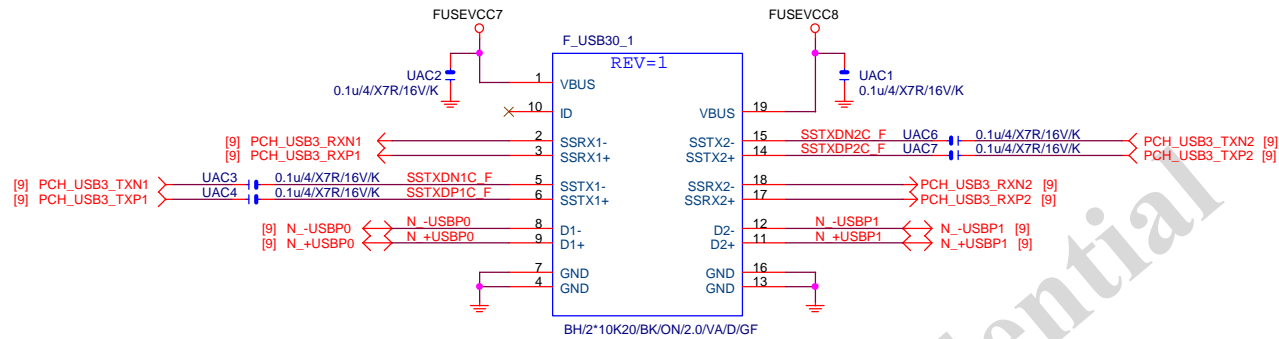 FUSEVCC7
FUSEVCC8
F_USB30_1
REV=1
UAC2
0.1u/4/X7R/16V/K
UAC1
0.1u/4/X7R/16V/K
1 VBUS
10 ID
VBUS 19
[9] PCH_USB3_RXN1 2 SSRX1-
[9] PCH_USB3_RXP1 3 SSRX1+
SSTX2- 15 SSTXDN2C_F UAC6 0.1u/4/X7R/16V/K PCH_USB3_TXN2 [9]
SSTX2+ 14 SSTXDP2C_F UAC7 0.1u/4/X7R/16V/K PCH_USB3_TXP2 [9]
[9] PCH_USB3_TXN1 UAC3 0.1u/4/X7R/16V/K SSTXDN1C_F 5 SSTX1-
[9] PCH_USB3_TXP1 UAC4 0.1u/4/X7R/16V/K SSTXDP1C_F 6 SSTX1+
SSRX2- 18 PCH_USB3_RXN2 [9]
SSRX2+ 17 PCH_USB3_RXP2 [9]
[9] N_-USBP0 N_-USBP0 8 D1-
[9] N_+USBP0 N_+USBP0 9 D1+
D2- 12 N_-USBP1 N_-USBP1 [9]
D2+ 11 N_+USBP1 N_+USBP1 [9]
7 GND
4 GND
GND 16
GND 13
BH/2*10K20/BK/ON/2.0/VA/D/GF